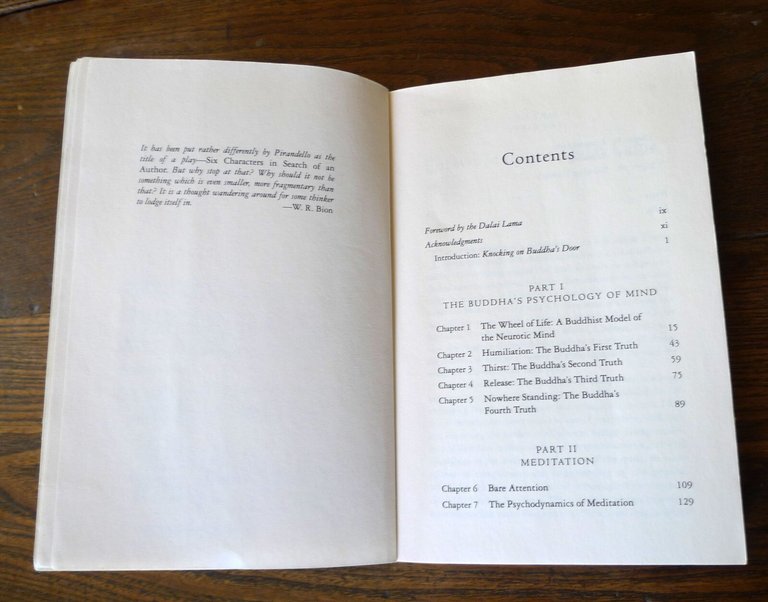 It has been put rather differently by Pirandello as the
title of a play—Six Characters in Search of an
Author. But why stop at that? Why should it not be
something which is even smaller, more fragmentary than
that? It is a thought wandering around for some thinker
to lodge itself in.
—W. R. Bion
Contents
Foreword by the Dalai Lama ix
Acknowledgments xi
Introduction: Knocking on Buddha's Door 1
PART I
THE BUDDHA'S PSYCHOLOGY OF MIND
Chapter 1 The Wheel of Life: A Buddhist Model of
the Neurotic Mind 15
Chapter 2 Humiliation: The Buddha's First Truth 43
Chapter 3 Thirst: The Buddha's Second Truth 59
Chapter 4 Release: The Buddha's Third Truth 75
Chapter 5 Nowhere Standing: The Buddha's
Fourth Truth 89
PART II
MEDITATION
Chapter 6 Bare Attention 109
Chapter 7 The Psychodynamics of Meditation 129